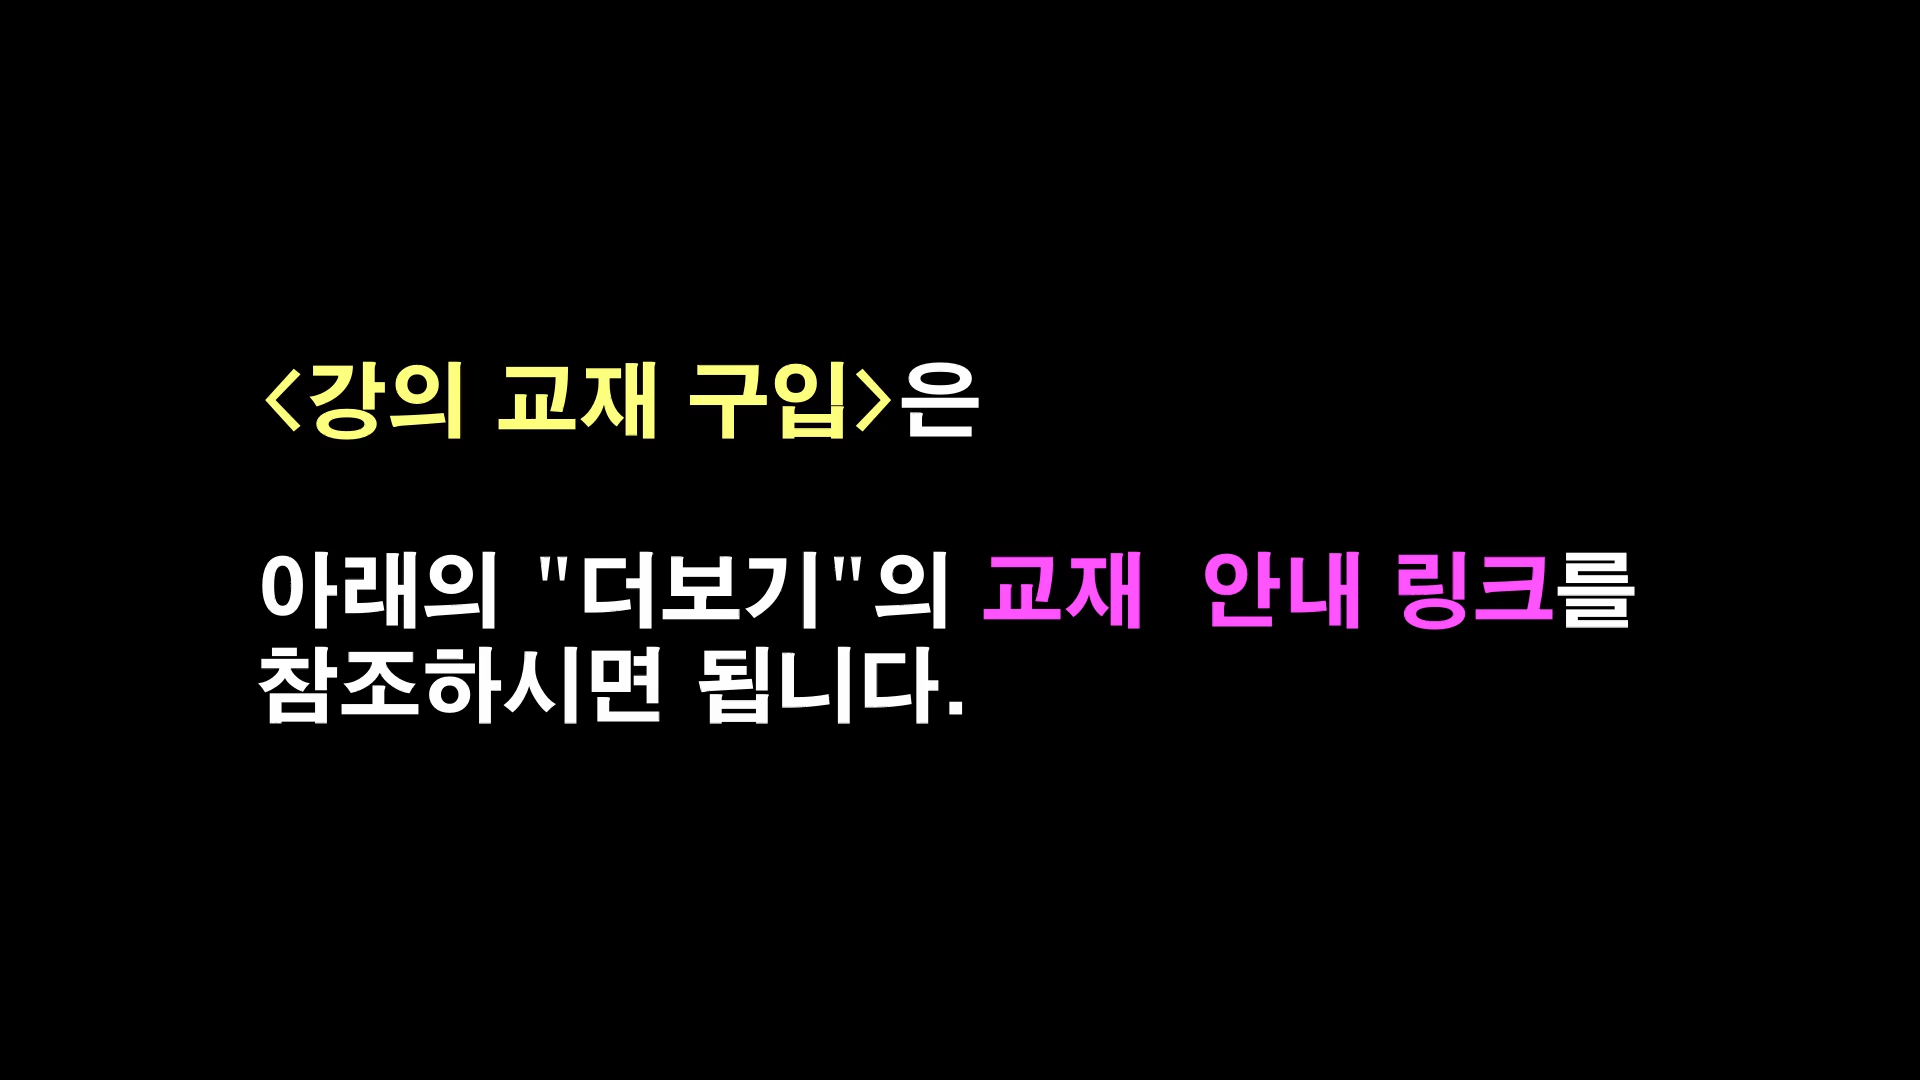 <강의 교재 구입>은
아래의 "더보기"의 교재  안내 링크를
참조하시면 됩니다.